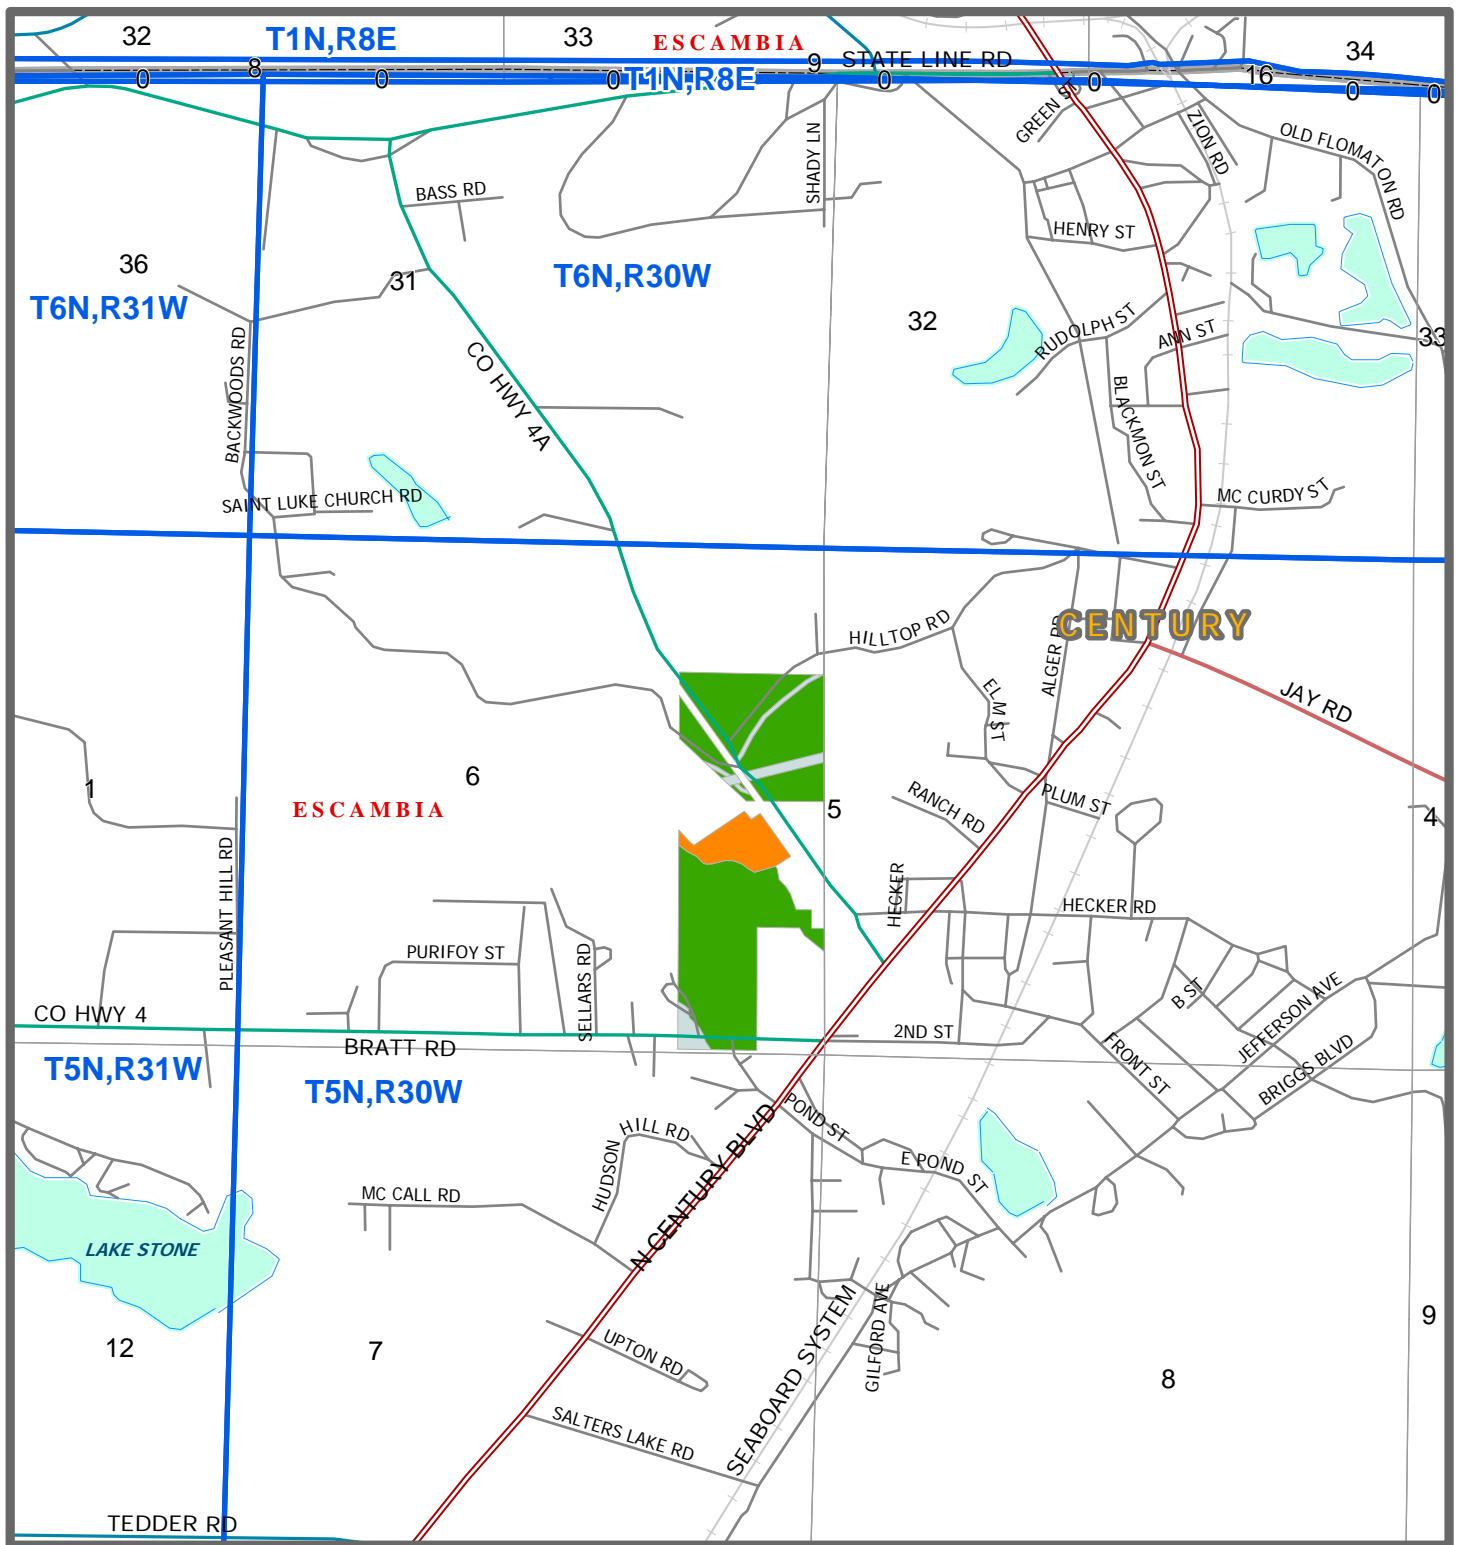 32
T1N,R8E
33
ESCAMBIA
9
STATE LINE RD
34
8
0
0
0
T1N,R8E
0
0
16
0
0
GREEN ST
ZION RD
OLD FLOMATON RD
SHADY LN
BASS RD
HENRY ST
36
31
T6N,R30W
T6N,R31W
32
RUDOLPH ST
ANN ST
33
BACKWOODS RD
CO HWY 4A
BLACKMON ST
SAINT LUKE CHURCH RD
MC CURDY ST
HILLTOP RD
CENTURY
ALGER RD
ELM ST
JAY RD
1
6
ESCAMBIA
5
RANCH RD
PLUM ST
4
PLEASANT HILL RD
HECKER
HECKER RD
PURIFOY ST
SELLARS RD
B ST
JEFFERSON AVE
CO HWY 4
BRATT RD
2ND ST
FRONT ST
BRIGGS BLVD
T5N,R31W
T5N,R30W
POND ST
HILL RD
HUDSON
E POND ST
MC CALL RD
N CENTURY BLVD
LAKE STONE
SEABOARD SYSTEM
GILFORD AVE
12
7
UPTON RD
9
8
SALTERS LAKE RD
TEDDER RD